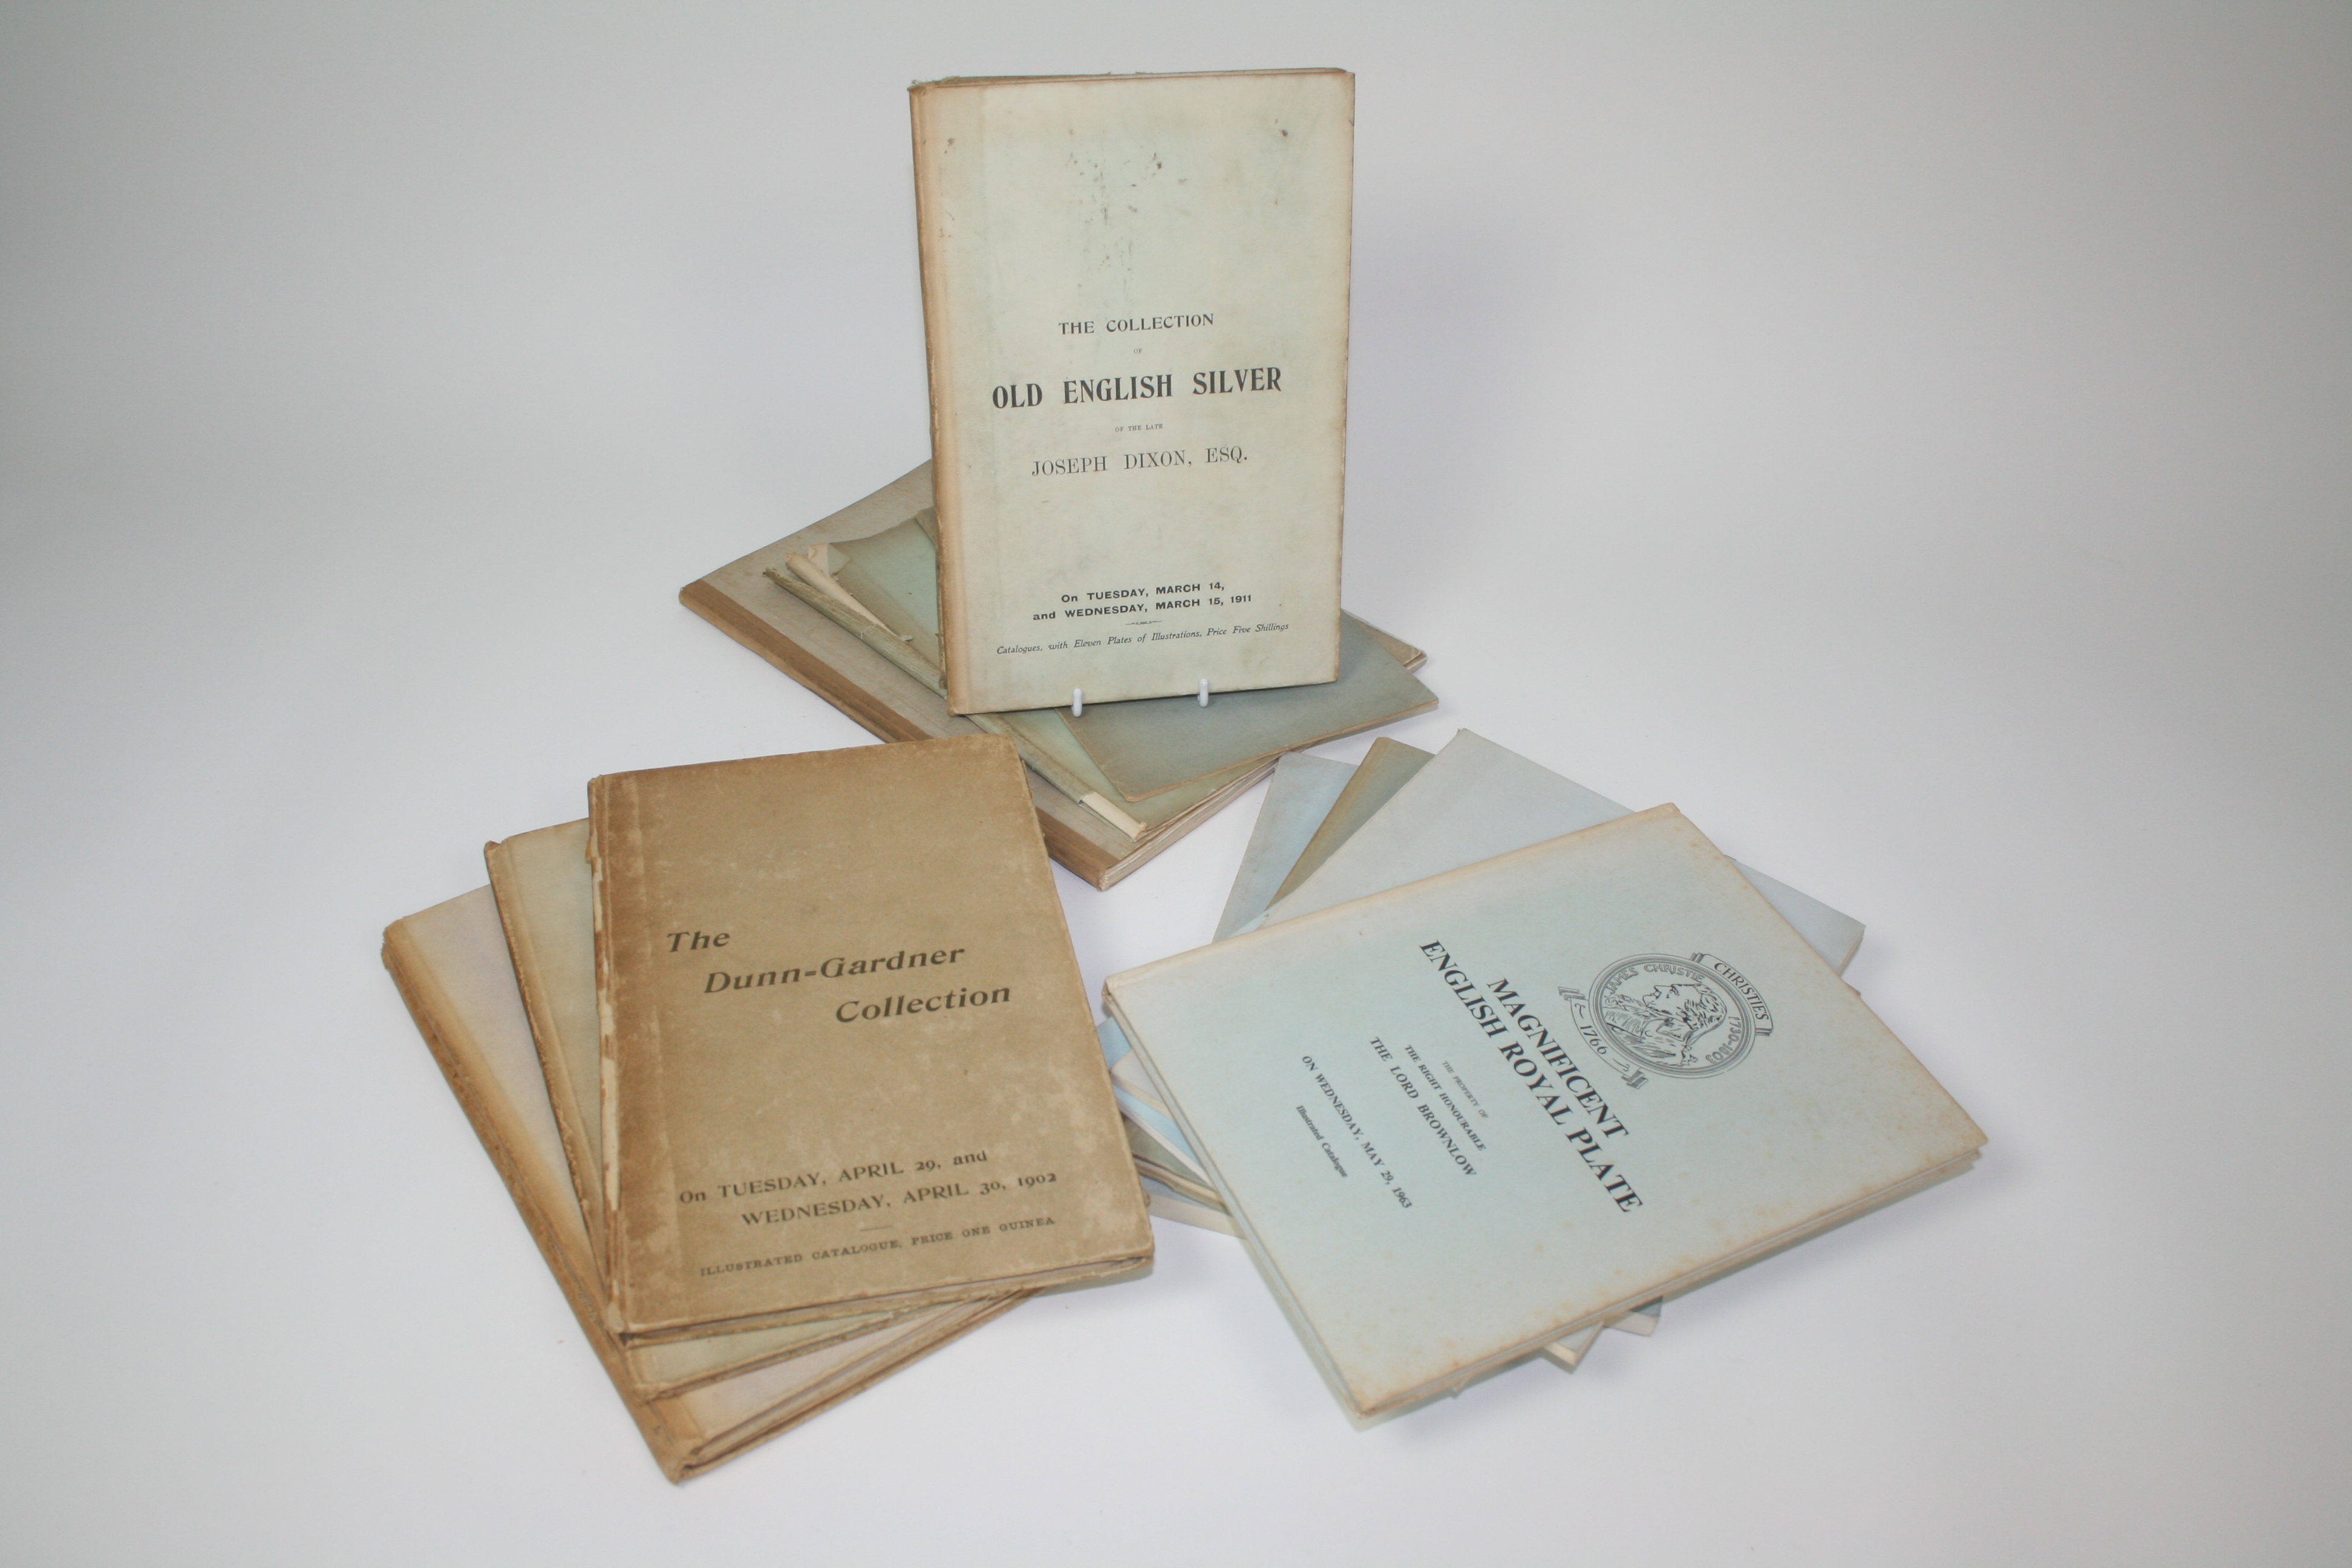 THE COLLECTION
OF
OLD ENGLISH SILVER
OF THE LATE
JOSEPH DIXON, ESQ.
On TUESDAY, MARCH 14,
and WEDNESDAY, MARCH 15, 1911
Catalogues, with Eleven Plates of Illustrations, Price Five Shillings
The
Dunn-Gardner
Collection
On TUESDAY, APRIL 29, and
WEDNESDAY, APRIL 30, 1902
ILLUSTRATED CATALOGUE, PRICE ONE GUINEA
CHRISTIES
JAMES CHRISTIE 1730-1803
1766
MAGNIFICENT
ENGLISH ROYAL PLATE
THE PROPERTY OF
THE RIGHT HONOURABLE
THE LORD BROWNLOW
ON WEDNESDAY, MAY 29, 1963
Illustrated Catalogue